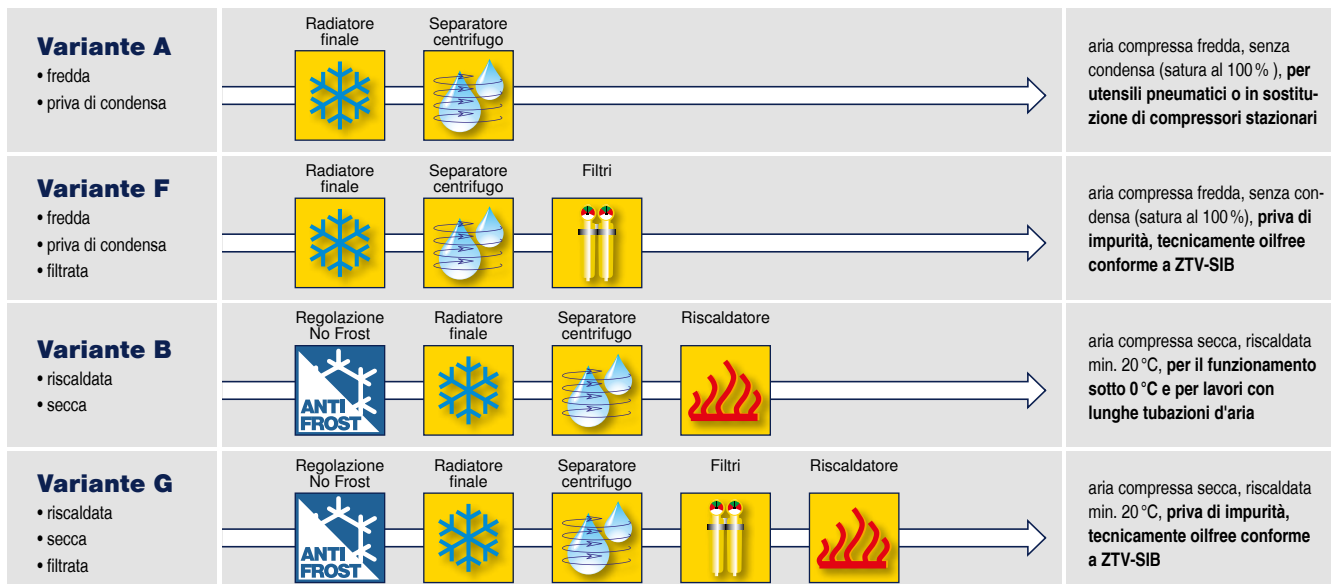 Variante A
• fredda
• priva di condensa
Radiatore
finale
Separatore
centrifugo
aria compressa fredda, senza
condensa (satura al 100 % ), per
utensili pneumatici o in sostitu-
zione di compressori stazionari
Variante F
• fredda
• priva di condensa
• filtrata
Radiatore
finale
Separatore
centrifugo
Filtri
aria compressa fredda, senza con-
densa (satura al 100 %), priva di
impurità, tecnicamente oilfree
conforme a ZTV-SIB
Variante B
• riscaldata
• secca
Regolazione
No Frost
ANTI
FROST
Radiatore
finale
Separatore
centrifugo
Riscaldatore
aria compressa secca, riscaldata
min. 20 °C, per il funzionamento
sotto 0 °C e per lavori con
lunghe tubazioni d'aria
Variante G
• riscaldata
• secca
• filtrata
Regolazione
No Frost
ANTI
FROST
Radiatore
finale
Separatore
centrifugo
Filtri
Riscaldatore
aria compressa secca, riscaldata
min. 20 °C, priva di impurità,
tecnicamente oilfree conforme
a ZTV-SIB